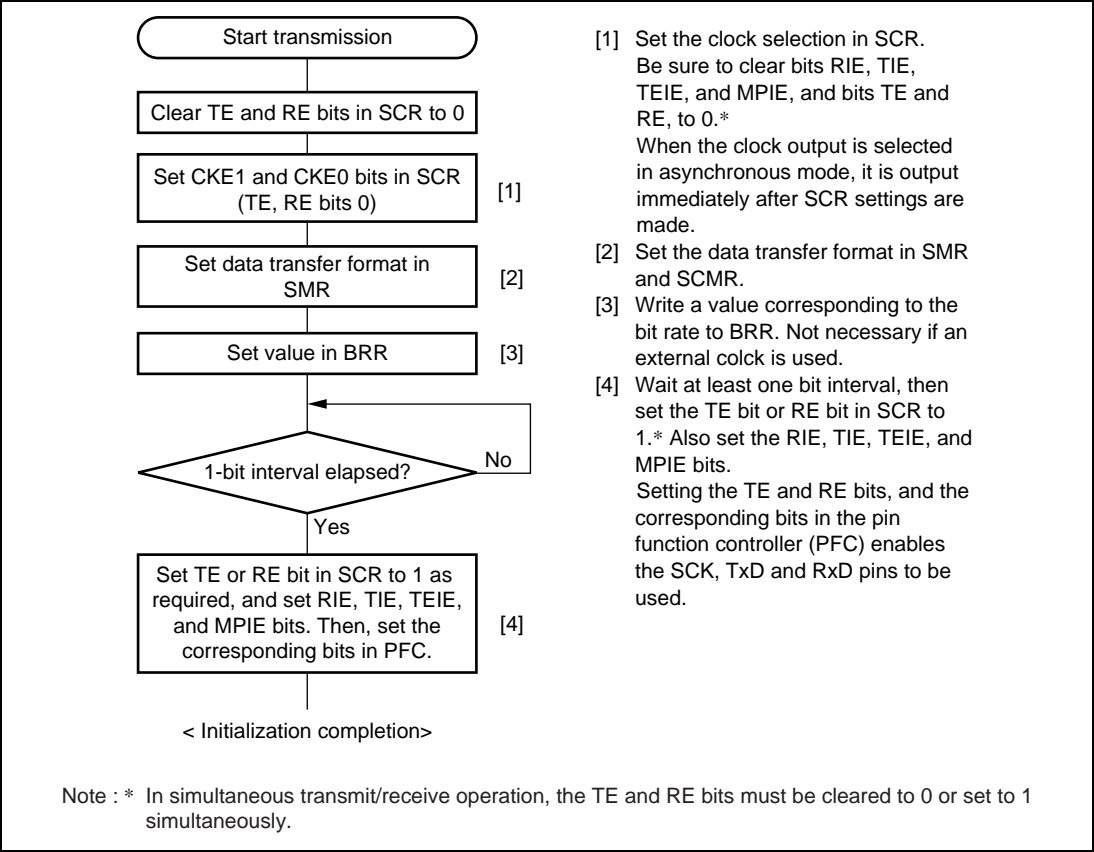 Start transmission
Clear TE and RE bits in SCR to 0
Set CKE1 and CKE0 bits in SCR
(TE, RE bits 0)
[1]
Set data transfer format in
SMR
[2]
Set value in BRR
[3]
1-bit interval elapsed?
No
Yes
Set TE or RE bit in SCR to 1 as
required, and set RIE, TIE, TEIE,
and MPIE bits. Then, set the
corresponding bits in PFC.
[4]
< Initialization completion>
[1] Set the clock selection in SCR.
Be sure to clear bits RIE, TIE,
TEIE, and MPIE, and bits TE and
RE, to 0.*
When the clock output is selected
in asynchronous mode, it is output
immediately after SCR settings are
made.
[2] Set the data transfer format in SMR
and SCMR.
[3] Write a value corresponding to the
bit rate to BRR. Not necessary if an
external colck is used.
[4] Wait at least one bit interval, then
set the TE bit or RE bit in SCR to
1.* Also set the RIE, TIE, TEIE, and
MPIE bits.
Setting the TE and RE bits, and the
corresponding bits in the pin
function controller (PFC) enables
the SCK, TxD and RxD pins to be
used.
Note : * In simultaneous transmit/receive operation, the TE and RE bits must be cleared to 0 or set to 1
simultaneously.